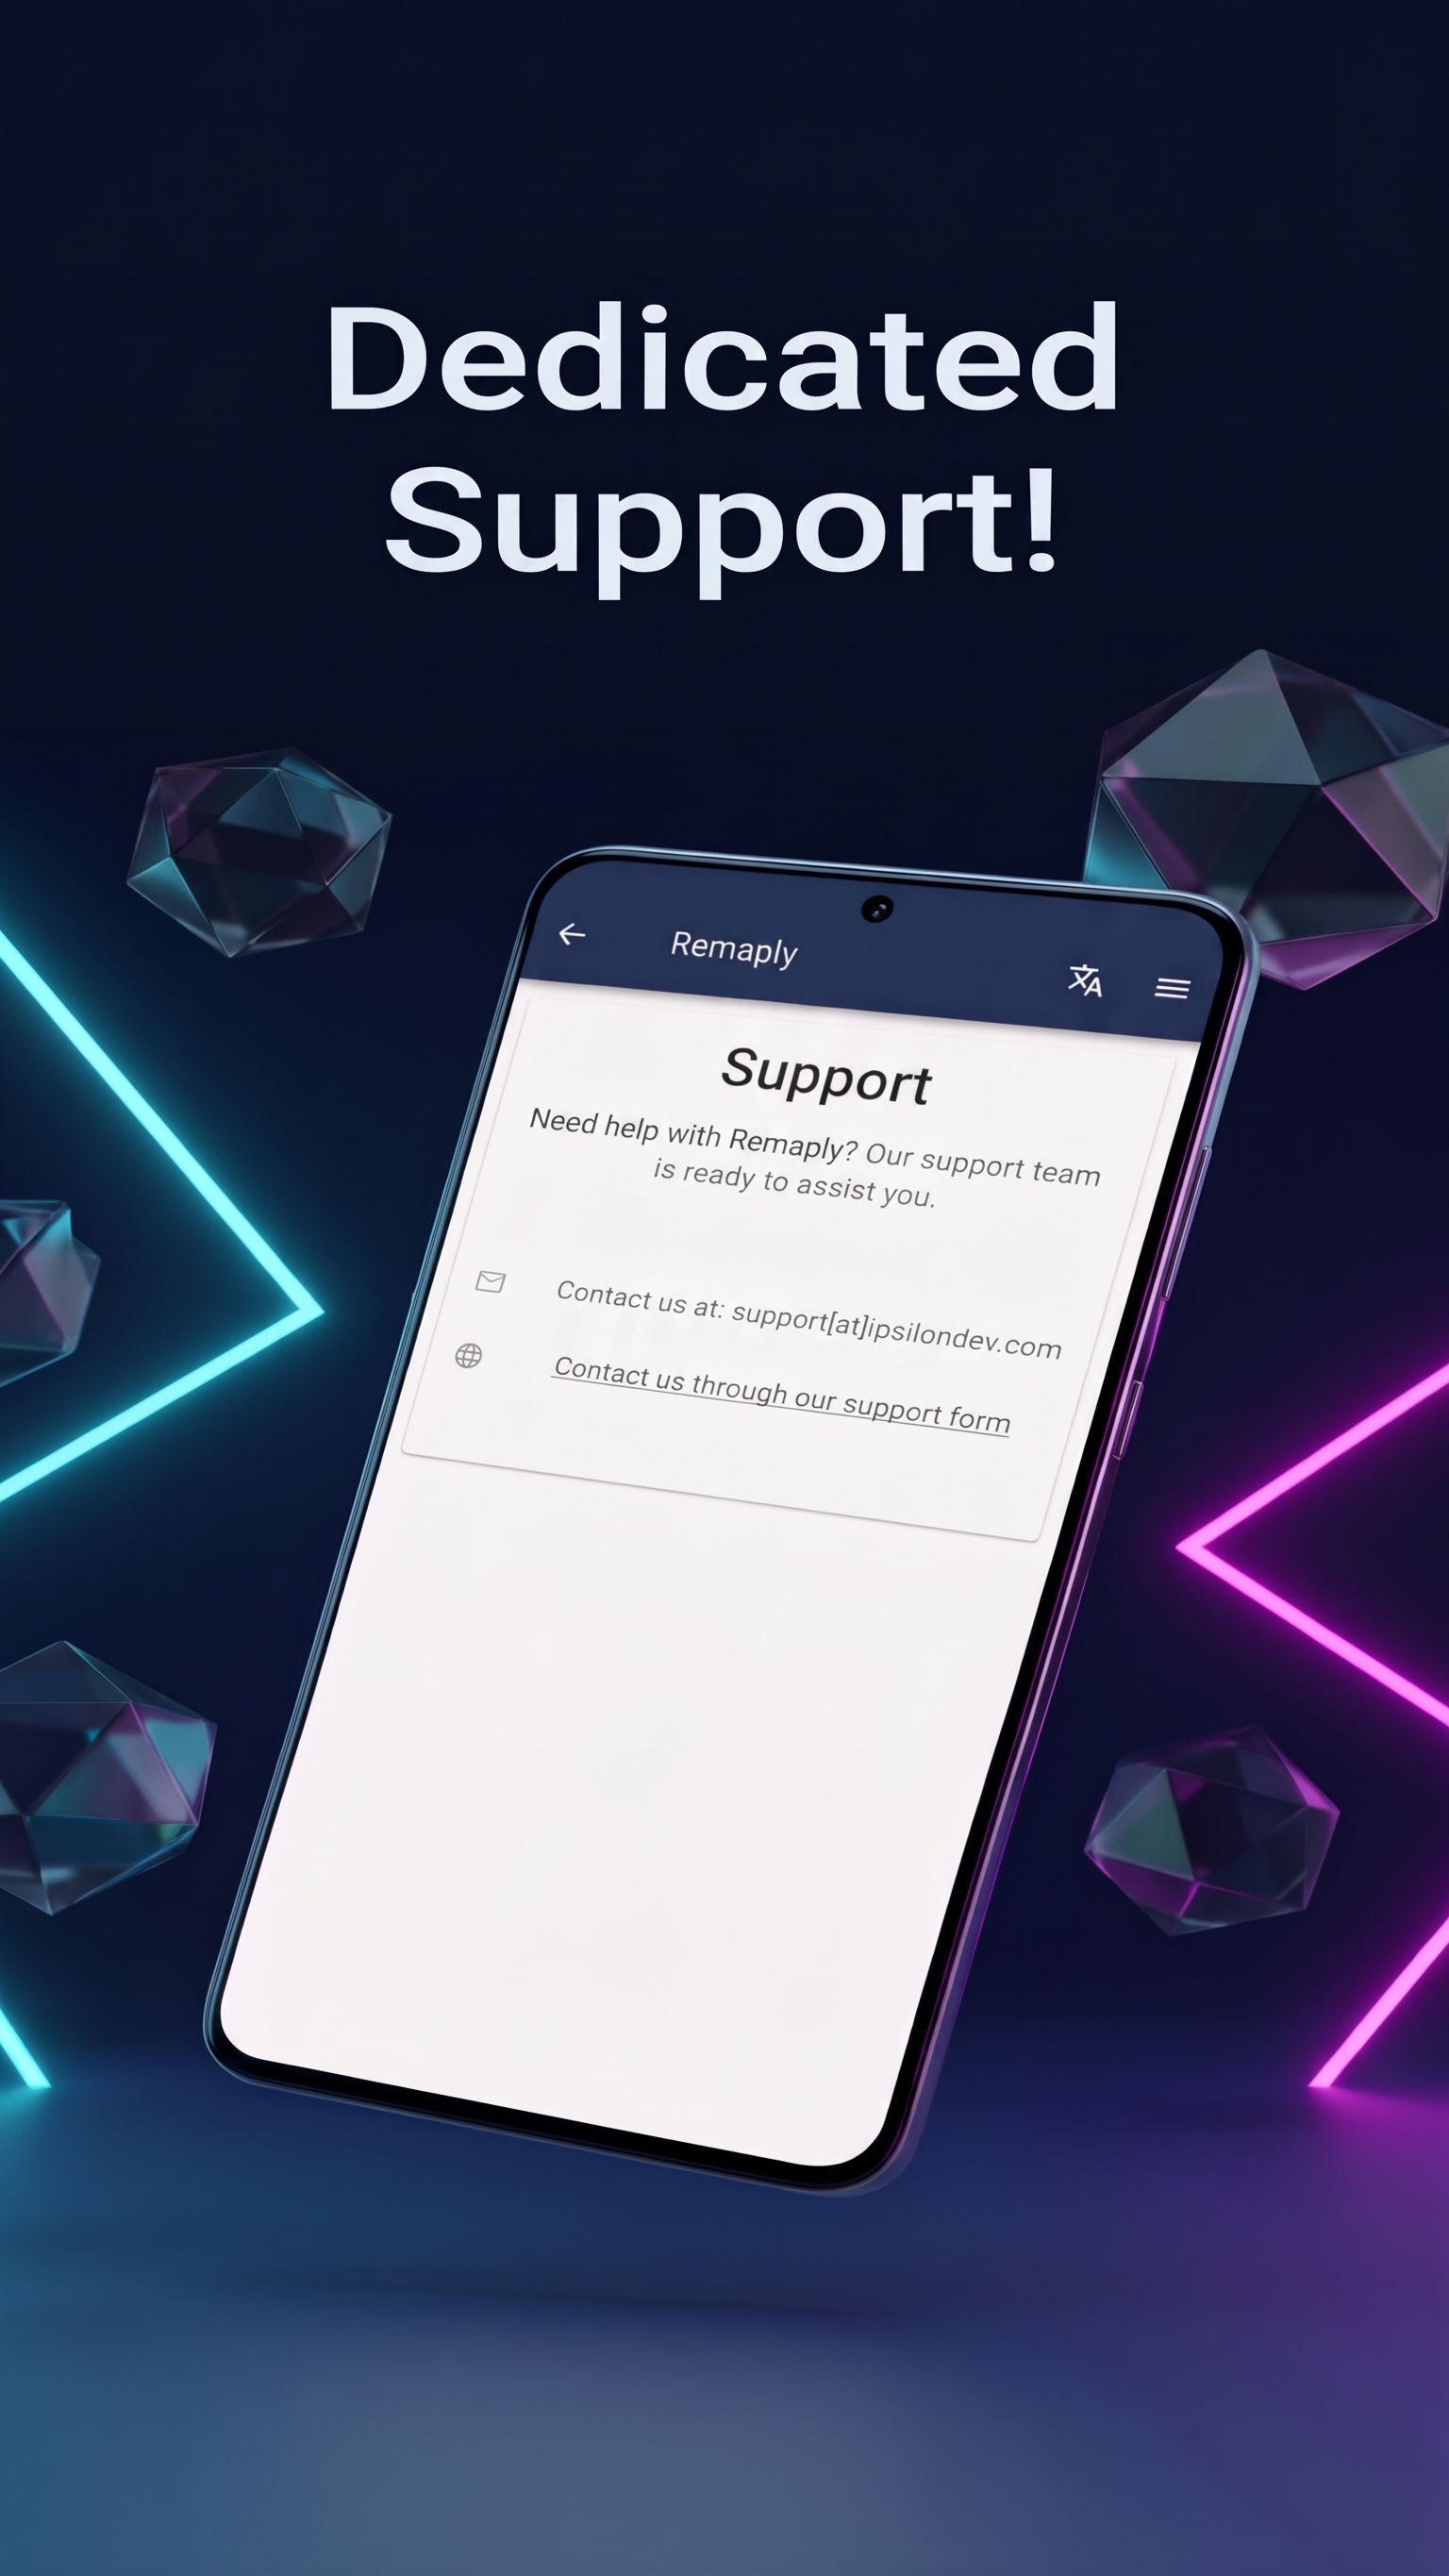 Dedicated
Support!
Remaply
Support
Need help with Remaply? Our support team
is ready to assist you.
Contact us at: support[at]ipsilondev.com
Contact us through our support form